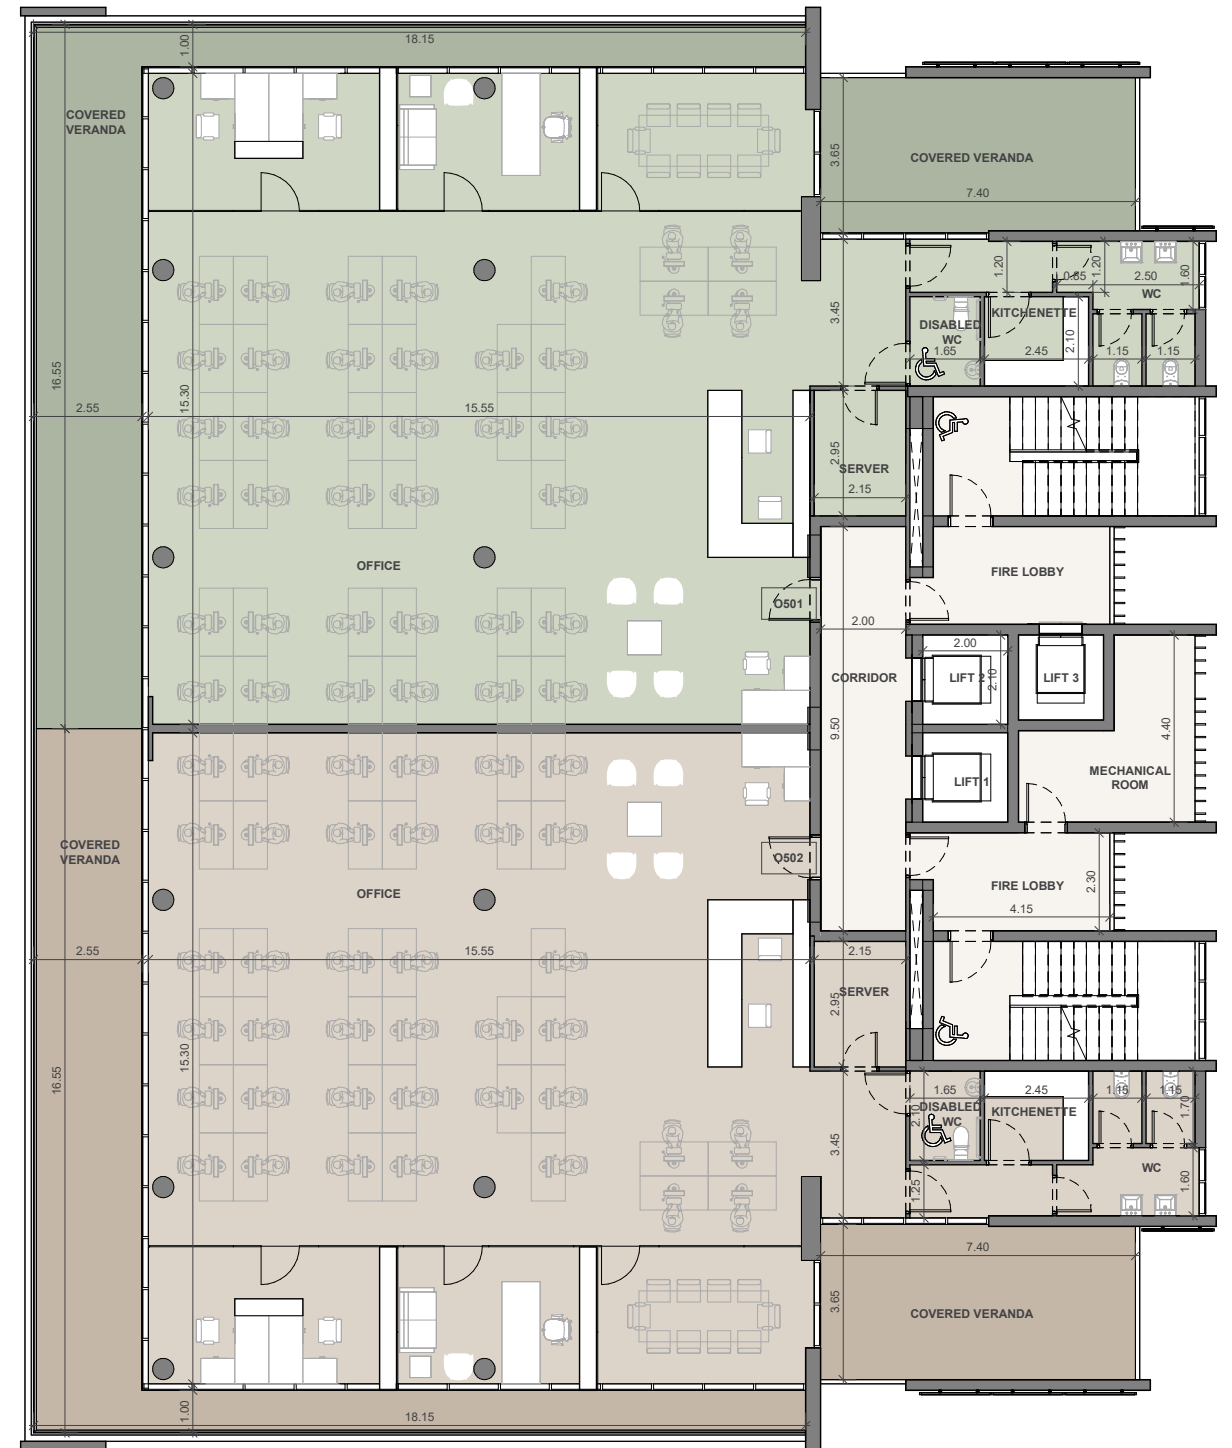 18.15
1.00
COVERED
VERANDA
3.65
COVERED VERANDA
7.40
1.20
0.85
1.20
2.50
1.60
WC
3.45
DISABLED
WC
KITCHENETTE
1.65
2.45
2.10
1.15
1.15
16.55
15.30
2.55
15.55
2.95
SERVER
2.15
OFFICE
FIRE LOBBY
O501
2.00
CORRIDOR
2.00
LIFT 2
2.10
LIFT 3
9.50
4.40
LIFT 1
MECHANICAL
ROOM
COVERED
VERANDA
O502
OFFICE
FIRE LOBBY
2.30
4.15
2.55
15.55
2.15
SERVER
2.95
16.55
15.30
3.45
1.65
2.45
1.15
1.15
2.10
DISABLED
WC
KITCHENETTE
1.70
WC
1.25
1.60
7.40
3.65
COVERED VERANDA
1.00
18.15